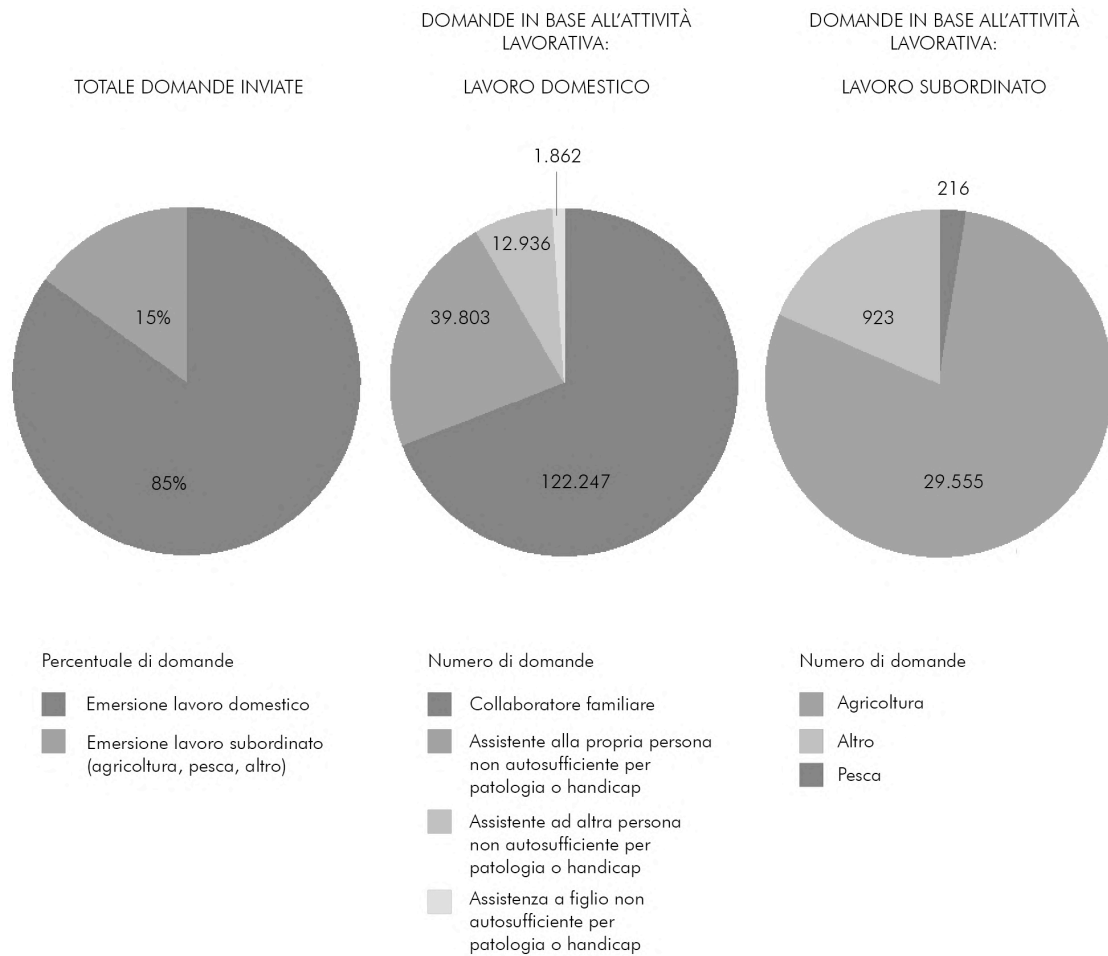 TOTALE DOMANDE INVIATE
15%
85%
Percentuale di domande
Emersione lavoro domestico
Emersione lavoro subordinato
(agricoltura, pesca, altro)
DOMANDE IN BASE ALL'ATTIVITÀ
LAVORATIVA:
LAVORO DOMESTICO
1.862
12.936
39.803
122.247
Numero di domande
Collaboratore familiare
Assistente alla propria persona
non autosufficiente per
patologia o handicap
Assistente ad altra persona
non autosufficiente per
patologia o handicap
Assistenza a figlio non
autosufficiente per
patologia o handicap
DOMANDE IN BASE ALL'ATTIVITÀ
LAVORATIVA:
LAVORO SUBORDINATO
216
923
29.555
Numero di domande
Agricoltura
Altro
Pesca